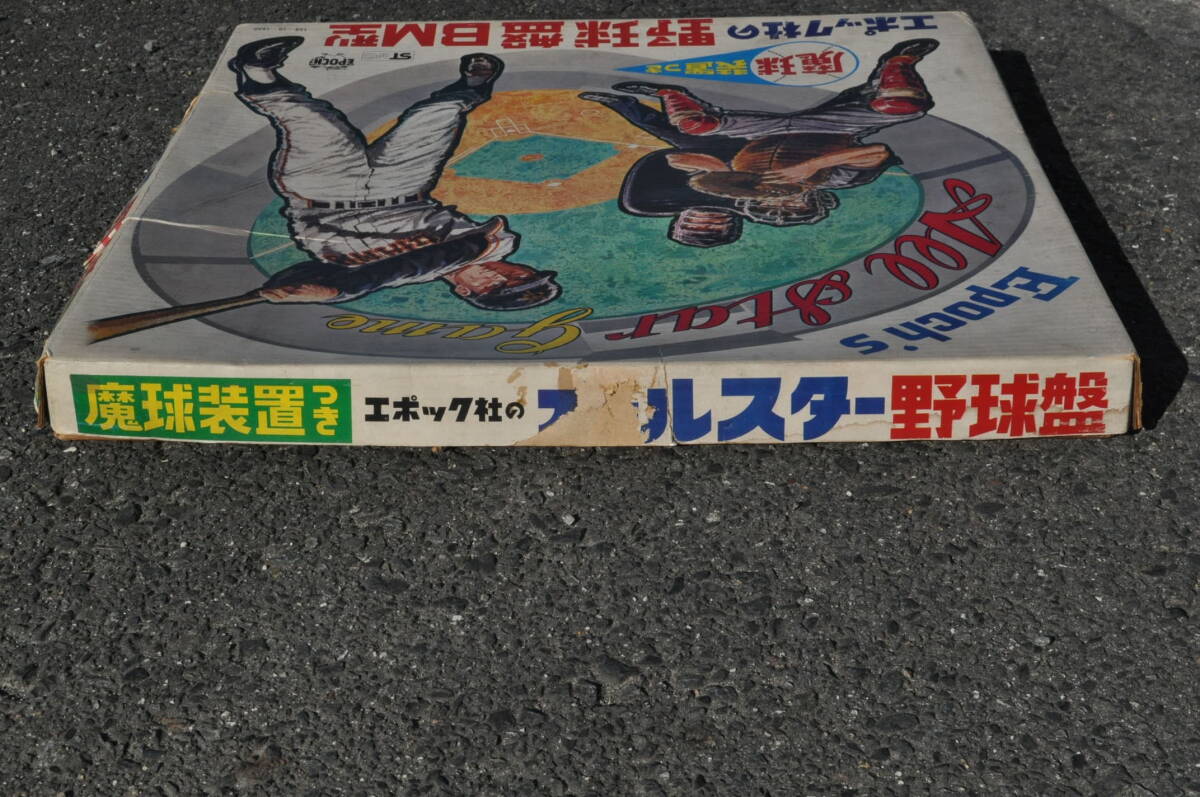 エポック社の 野球盤BM型
魔球装置つき
ST
EPOCH
Epoch's
All Star
Game
魔球装置つき エポック社の オールスター野球盤